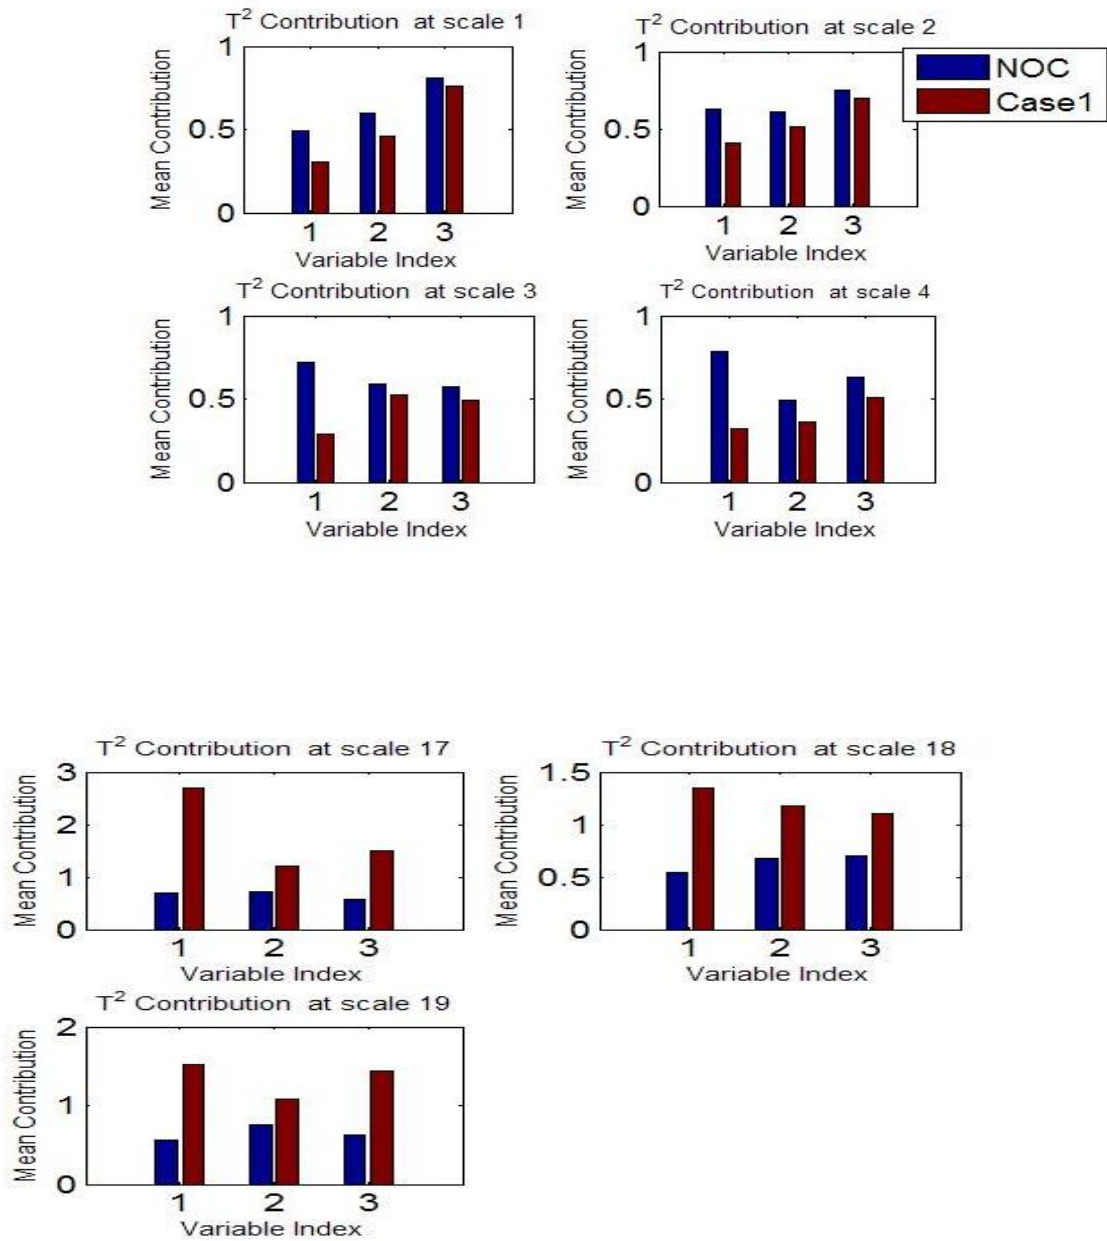 T² Contribution at scale 1
Mean Contribution
1
0.5
0
1 2 3
Variable Index
T² Contribution at scale 2
Mean Contribution
1
0.5
0
1 2 3
Variable Index
NOC
Case1
T² Contribution at scale 3
Mean Contribution
1
0.5
0
1 2 3
Variable Index
T² Contribution at scale 4
Mean Contribution
1
0.5
0
1 2 3
Variable Index
T² Contribution at scale 17
Mean Contribution
3
2
1
0
1 2 3
Variable Index
T² Contribution at scale 18
Mean Contribution
1.5
1
0.5
0
1 2 3
Variable Index
T² Contribution at scale 19
Mean Contribution
2
1
0
1 2 3
Variable Index